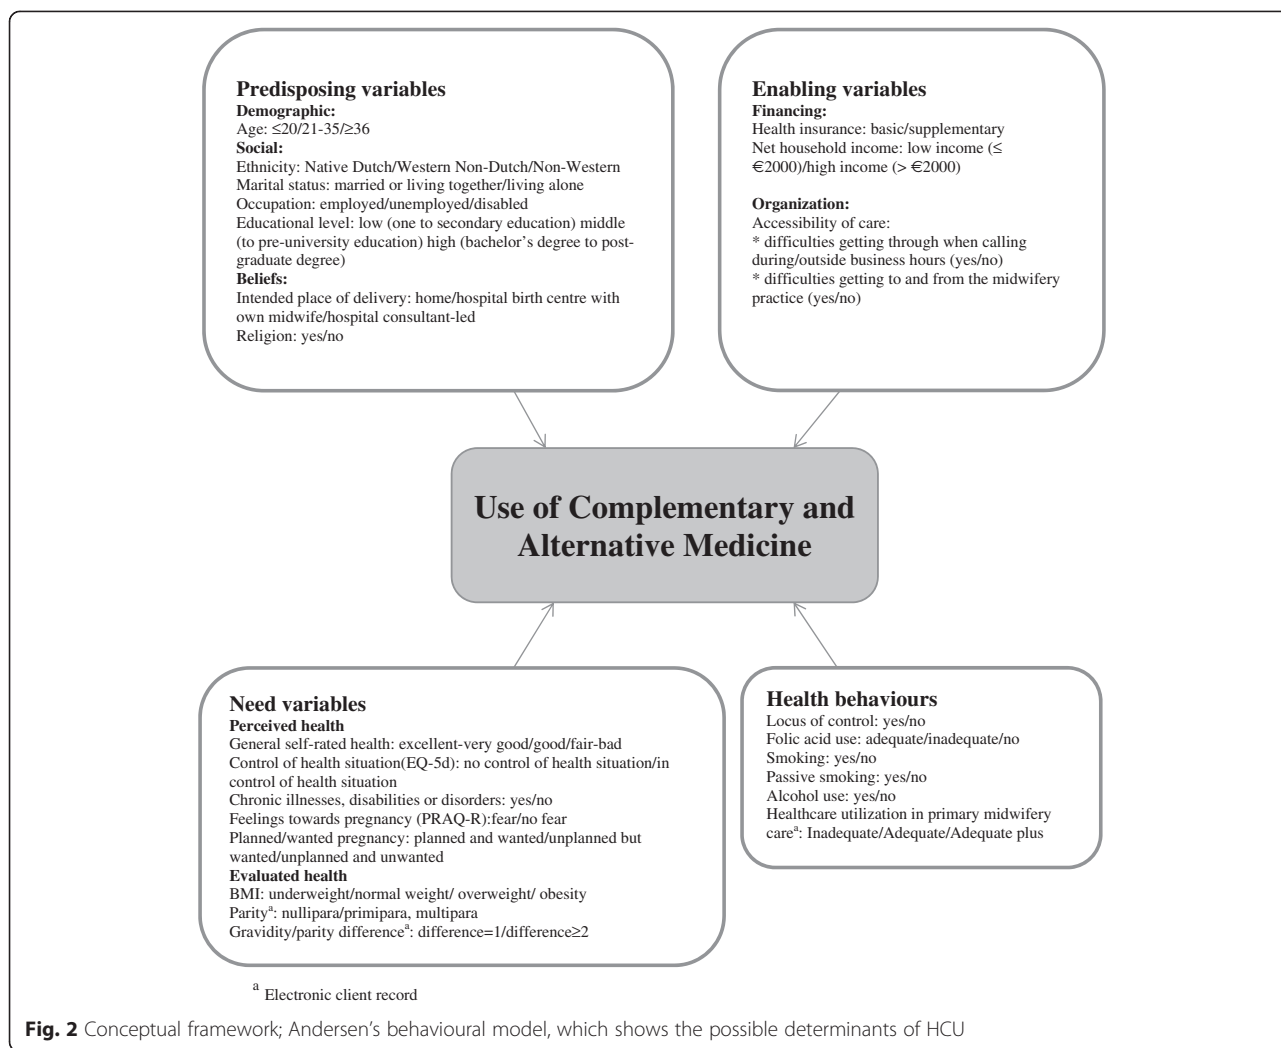 Predisposing variables
Demographic:
Age: ≤20/21-35/≥36
Social:
Ethnicity: Native Dutch/Western Non-Dutch/Non-Western
Marital status: married or living together/living alone
Occupation: employed/unemployed/disabled
Educational level: low (one to secondary education) middle
(to pre-university education) high (bachelor's degree to post-
graduate degree)
Beliefs:
Intended place of delivery: home/hospital birth centre with
own midwife/hospital consultant-led
Religion: yes/no
Enabling variables
Financing:
Health insurance: basic/supplementary
Net household income: low income (≤
€2000)/high income (> €2000)
Organization:
Accessibility of care:
* difficulties getting through when calling
during/outside business hours (yes/no)
* difficulties getting to and from the midwifery
practice (yes/no)
Use of Complementary and
Alternative Medicine
Need variables
Perceived health
General self-rated health: excellent-very good/good/fair-bad
Control of health situation(EQ-5d): no control of health situation/in
control of health situation
Chronic illnesses, disabilities or disorders: yes/no
Feelings towards pregnancy (PRAQ-R):fear/no fear
Planned/wanted pregnancy: planned and wanted/unplanned but
wanted/unplanned and unwanted
Evaluated health
BMI: underweight/normal weight/ overweight/ obesity
Parityᵃ: nullipara/primipara, multipara
Gravidity/parity differenceᵃ: difference=1/difference≥2
Health behaviours
Locus of control: yes/no
Folic acid use: adequate/inadequate/no
Smoking: yes/no
Passive smoking: yes/no
Alcohol use: yes/no
Healthcare utilization in primary midwifery
careᵃ: Inadequate/Adequate/Adequate plus
ᵃ Electronic client record
Fig. 2 Conceptual framework; Andersen's behavioural model, which shows the possible determinants of HCU